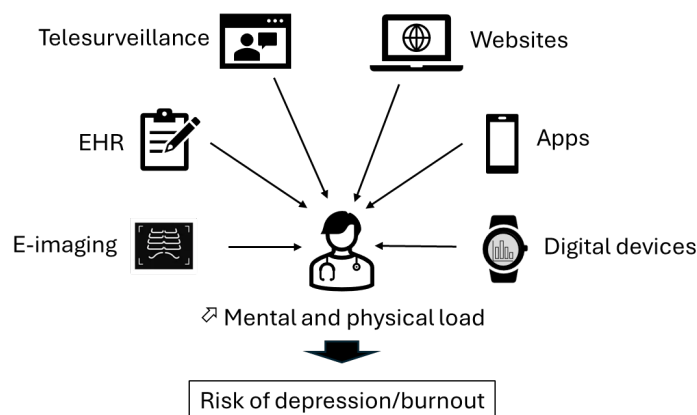 Telesurveillance
Websites
EHR
Apps
E-imaging
Digital devices
⇗ Mental and physical load
Risk of depression/burnout